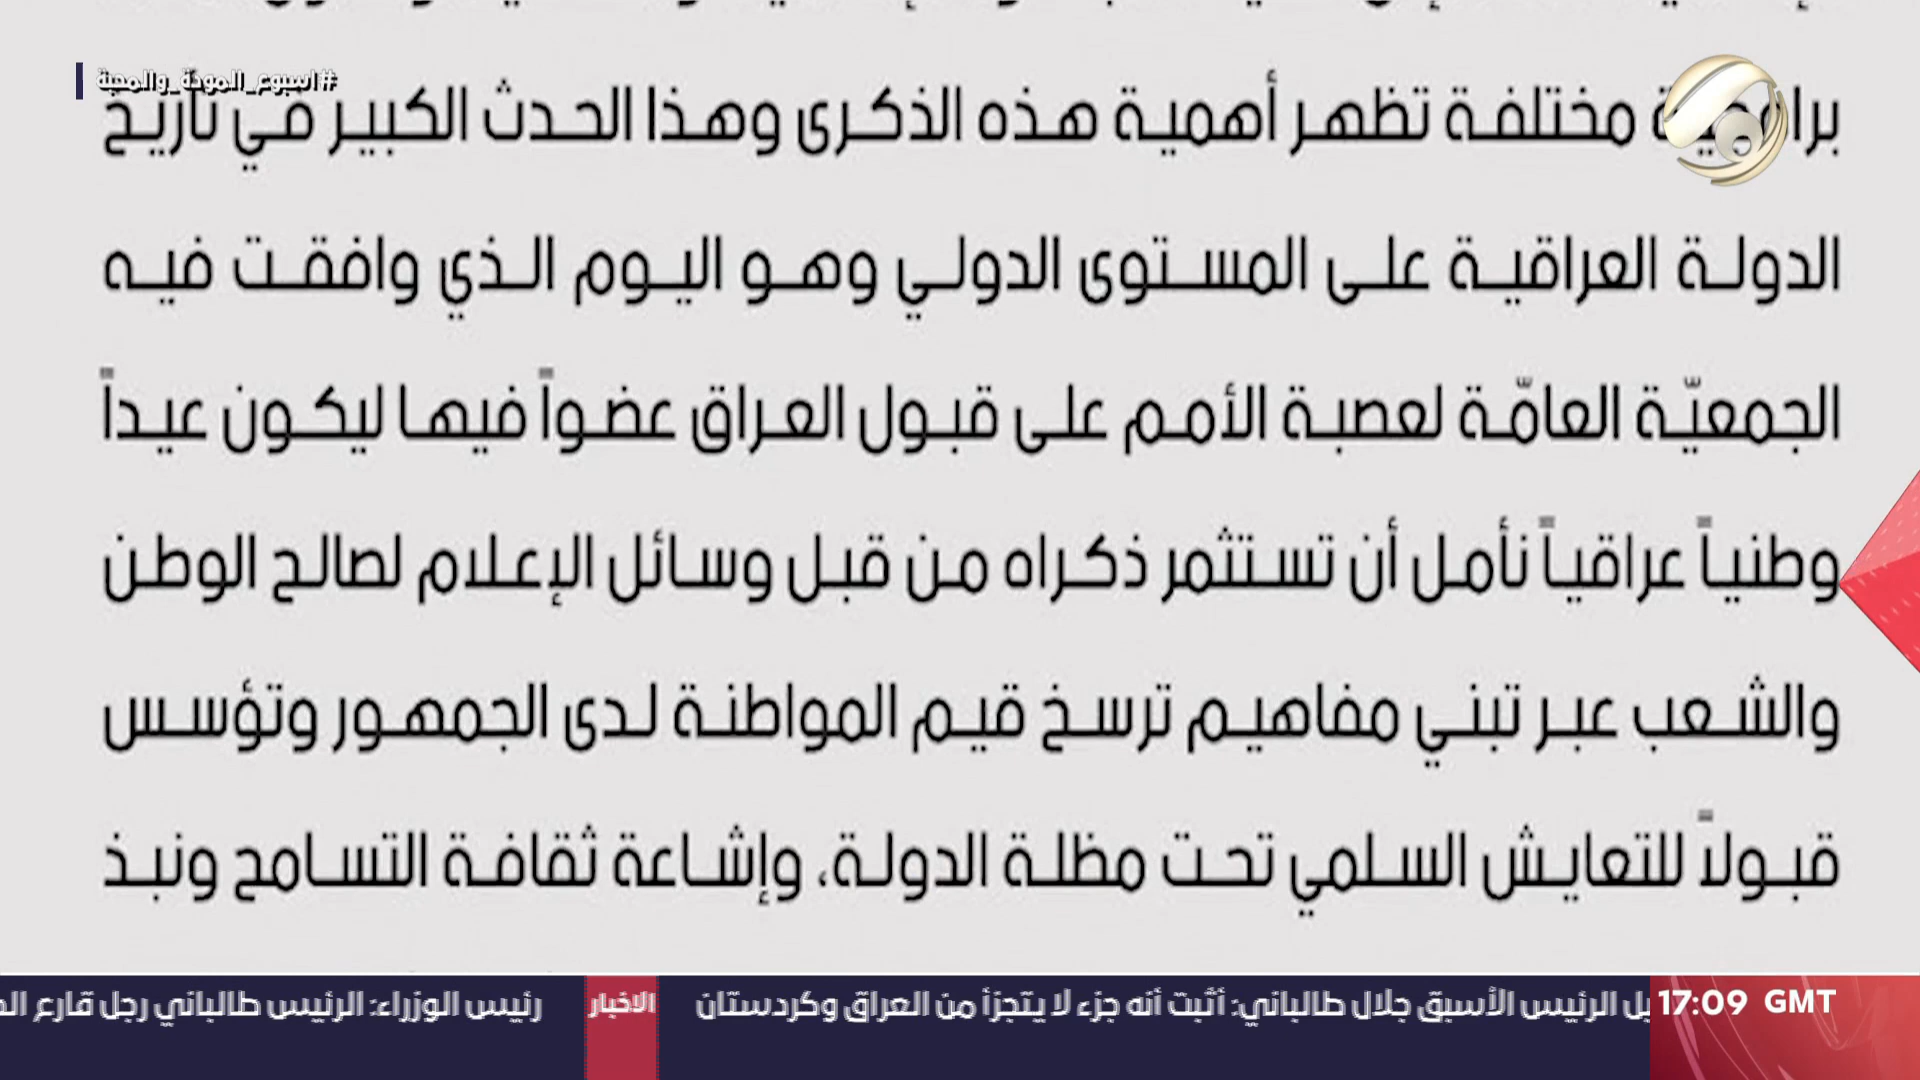 #اسبوع_المودة_والمحبة
مختلفة تظهر أهمية هذه الذكرى وهذا الحدث الكبير في تاريخ
الدولة العراقية على المستوى الدولي وهو اليوم الذي وافقت فيه
الجمعيّة العامّة لعصبة الأمم على قبول العراق عضواً فيها ليكون عيداً
وطنياً عراقياً نأمل أن تستثمر ذكراه من قبل وسائل الإعلام لصالح الوطن
والشعب عبر تبني مفاهيم ترسخ قيم المواطنة لدى الجمهور وتؤسس
قبولاً للتعايش السلمي تحت مظلة الدولة، وإشاعة ثقافة التسامح ونبذ
17:09 GMT
الرئيس الأسبق جلال طالباني: أثبت أنه جزء لا يتجزأ من العراق وكردستان الاخبار رئيس الوزراء: الرئيس طالباني رجل قارع